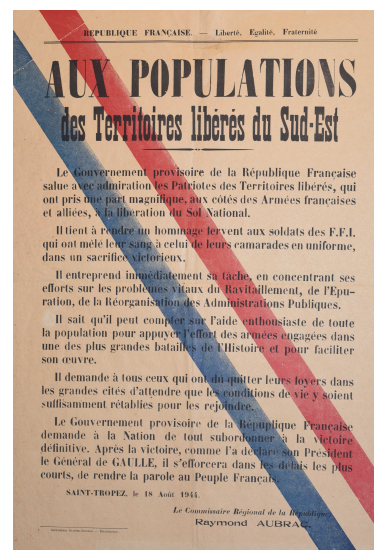 REPUBLIQUE FRANÇAISE. — Liberté, Egalité, Fraternité
AUX POPULATIONS
des Territoires libérés du Sud-Est
Le Gouvernement provisoire de la République Française
salue avec admiration les Patriotes des Territoires libérés, qui
ont pris une part magnifique, aux côtés des Armées françaises
et alliées, à la libération du Sol National.
Il tient à rendre un hommage fervent aux soldats des F.F.I.
qui ont mêlé leur sang à celui de leurs camarades en uniforme,
dans un sacrifice victorieux.
Il entreprend immédiatement sa tâche, en concentrant ses
efforts sur les problèmes vitaux du Ravitaillement, de l'Epu-
ration, de la Réorganisation des Administrations Publiques.
Il sait qu'il peut compter sur l'aide enthousiaste de toute
la population pour appuyer l'effort des armées engagées dans
une des plus grandes batailles de l'Histoire et pour faciliter
son œuvre.
Il demande à tous ceux qui ont dû quitter leurs foyers dans
les grandes cités d'attendre que les conditions de vie y soient
suffisamment rétablies pour les rejoindre.
Le Gouvernement provisoire de la République Française
demande à la Nation de tout subordonner à la victoire
définitive. Après la victoire, comme l'a déclaré son Président
le Général de GAULLE, il s'efforcera dans les délais les plus
courts, de rendre la parole au Peuple Français.
SAINT-TROPEZ, le 18 Août 1944.
Le Commissaire Régional de la République
Raymond AUBRAC.